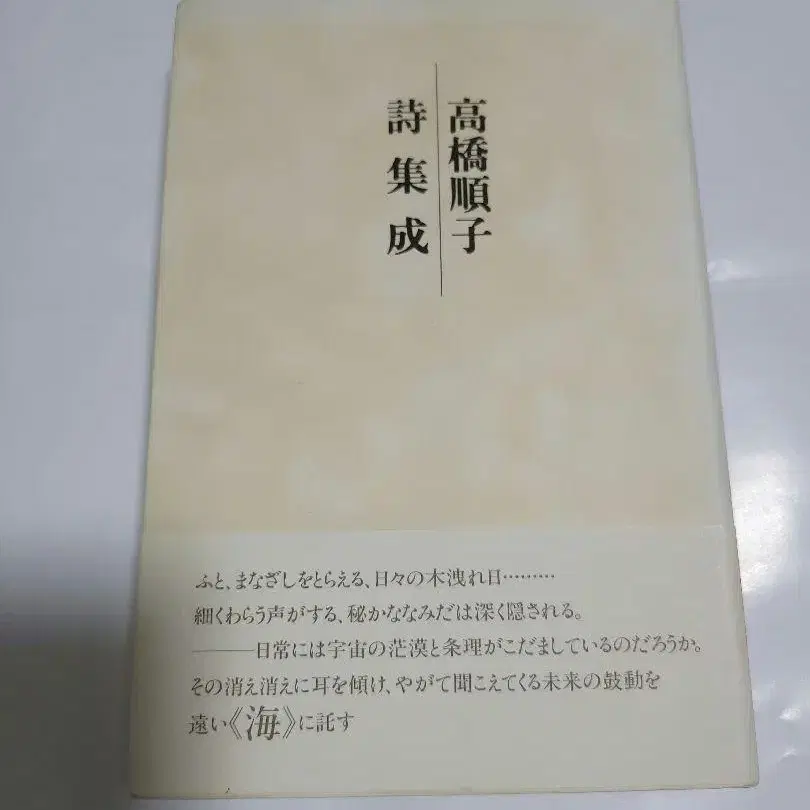 高橋順子
詩集成
ふと、まなざしをとらえる、日々の木洩れ日………
細くわらう声がする、秘かななみだは深く隠される。
———日常には宇宙の茫漠と条理がこだましているのだろうか。
その消え消えに耳を傾け、やがて聞こえてくる未来の鼓動を
遠い《海》に託す